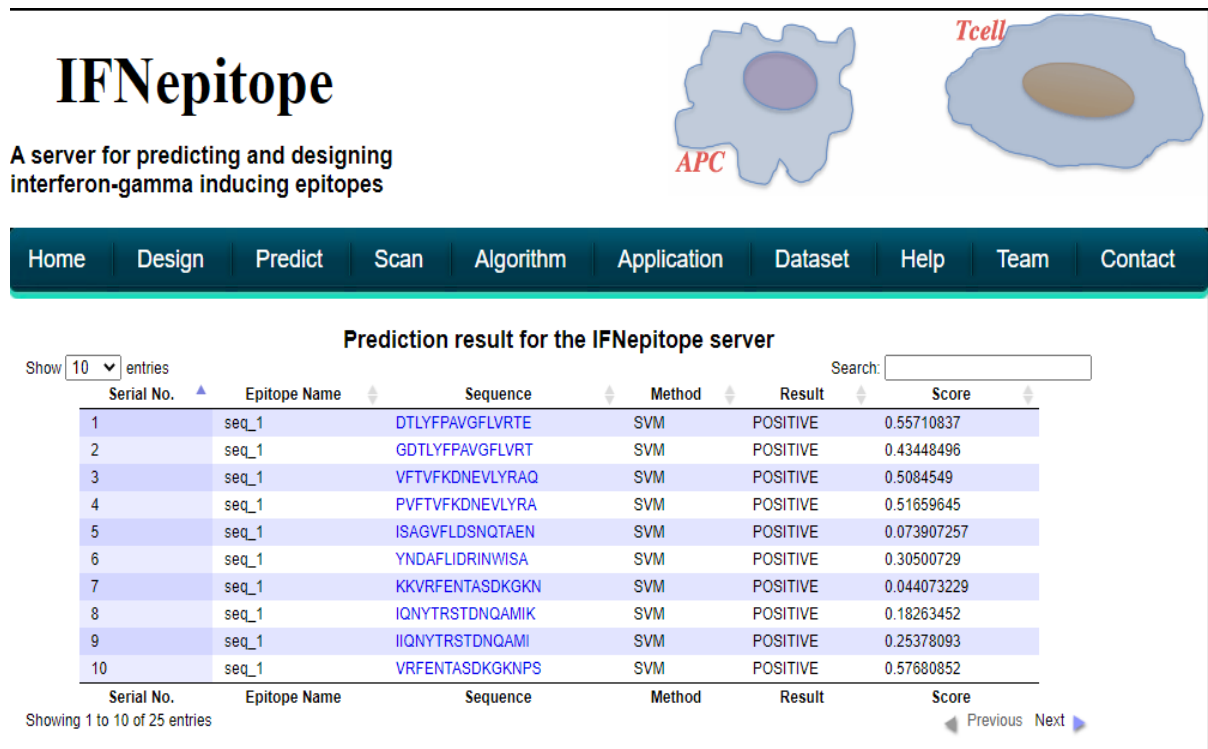 IFNepitope
Tcell
A server for predicting and designing
interferon-gamma inducing epitopes
APC
Home Design Predict Scan Algorithm Application Dataset Help Team Contact
Prediction result for the IFNepitope server
Show 10 entries Search:
Serial No. Epitope Name Sequence Method Result Score
1 seq_1 DTLYFPAVGFLVRTE SVM POSITIVE 0.55710837
2 seq_1 GDTLYFPAVGFLVRT SVM POSITIVE 0.43448496
3 seq_1 VFTVFKDNEVLYRAQ SVM POSITIVE 0.5084549
4 seq_1 PVFTVFKDNEVLYRA SVM POSITIVE 0.51659645
5 seq_1 ISAGVFLDSNQTAEN SVM POSITIVE 0.073907257
6 seq_1 YNDAFLIDRINWISA SVM POSITIVE 0.30500729
7 seq_1 KKVRFENTASDKGKN SVM POSITIVE 0.044073229
8 seq_1 IQNYTRSTDNQAMIK SVM POSITIVE 0.18263452
9 seq_1 IIQNYTRSTDNQAMI SVM POSITIVE 0.25378093
10 seq_1 VRFENTASDKGKNPS SVM POSITIVE 0.57680852
Serial No. Epitope Name Sequence Method Result Score
Showing 1 to 10 of 25 entries Previous Next